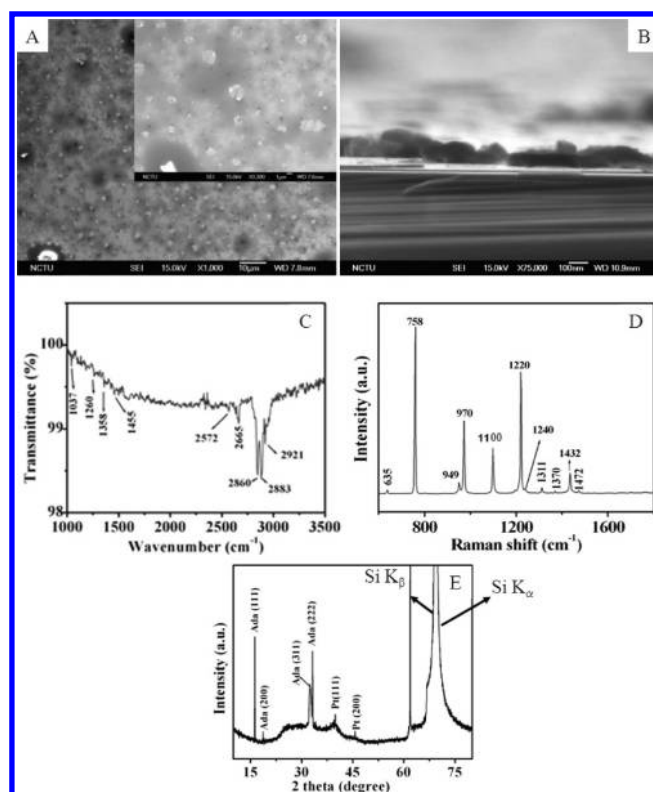 A
B
NCTU SEI 15.0kV X3,300 1µm WD 7.8mm
NCTU SEI 15.0kV X1,000 10µm WD 7.8mm
NCTU SEI 15.0kV X75,000 100nm WD 10.9mm
C
100
99
98
Transmittance (%)
1037
1260
1358
1455
2572
2665
2921
2860
2883
1000 1500 2000 2500 3000 3500
Wavenumber (cm-1)
D
Intensity (a.u.)
635
758
949
970
1100
1220
1240
1311
1370
1432
1472
800 1200 1600
Raman shift (cm-1)
E
Intensity (a.u.)
Ada (111)
Ada (200)
Ada (311)
Ada (222)
Pt(111)
Pt (200)
Si Kβ
Si Kα
15 30 45 60 75
2 theta (degree)